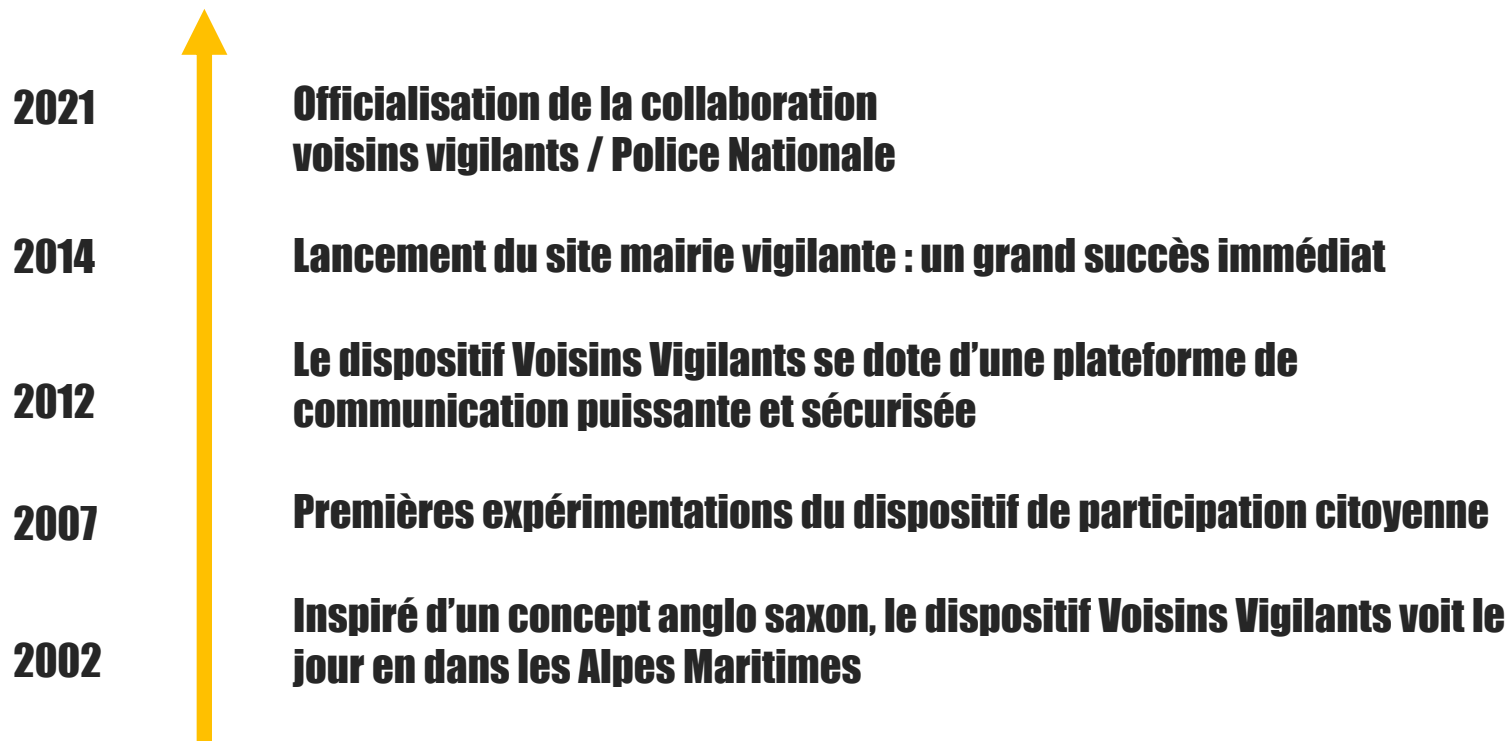 2021
Officialisation de la collaboration
voisins vigilants / Police Nationale
2014
Lancement du site mairie vigilante : un grand succès immédiat
2012
Le dispositif Voisins Vigilants se dote d’une plateforme de
communication puissante et sécurisée
2007
Premières expérimentations du dispositif de participation citoyenne
2002
Inspiré d’un concept anglo saxon, le dispositif Voisins Vigilants voit le
jour en dans les Alpes Maritimes